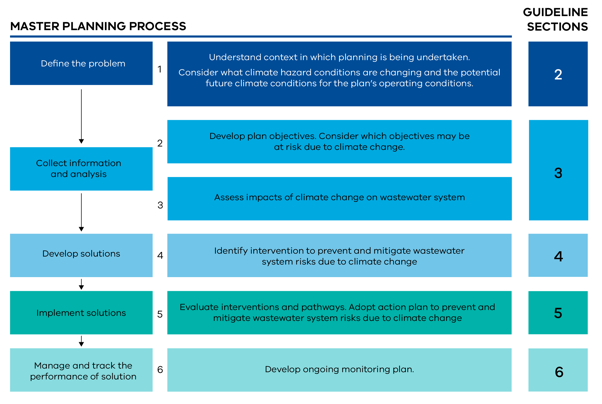 MASTER PLANNING PROCESS
GUIDELINE
SECTIONS
Define the problem
1
Understand context in which planning is being undertaken.
Consider what climate hazard conditions are changing and the potential
future climate conditions for the plan's operating conditions.
2
Collect information
and analysis
2
Develop plan objectives. Consider which objectives may be
at risk due to climate change.
3
Assess impacts of climate change on wastewater system
3
Develop solutions
4
Identify intervention to prevent and mitigate wastewater
system risks due to climate change
4
Implement solutions
5
Evaluate interventions and pathways. Adopt action plan to prevent and
mitigate wastewater system risks due to climate change
5
Manage and track the
performance of solution
6
Develop ongoing monitoring plan.
6